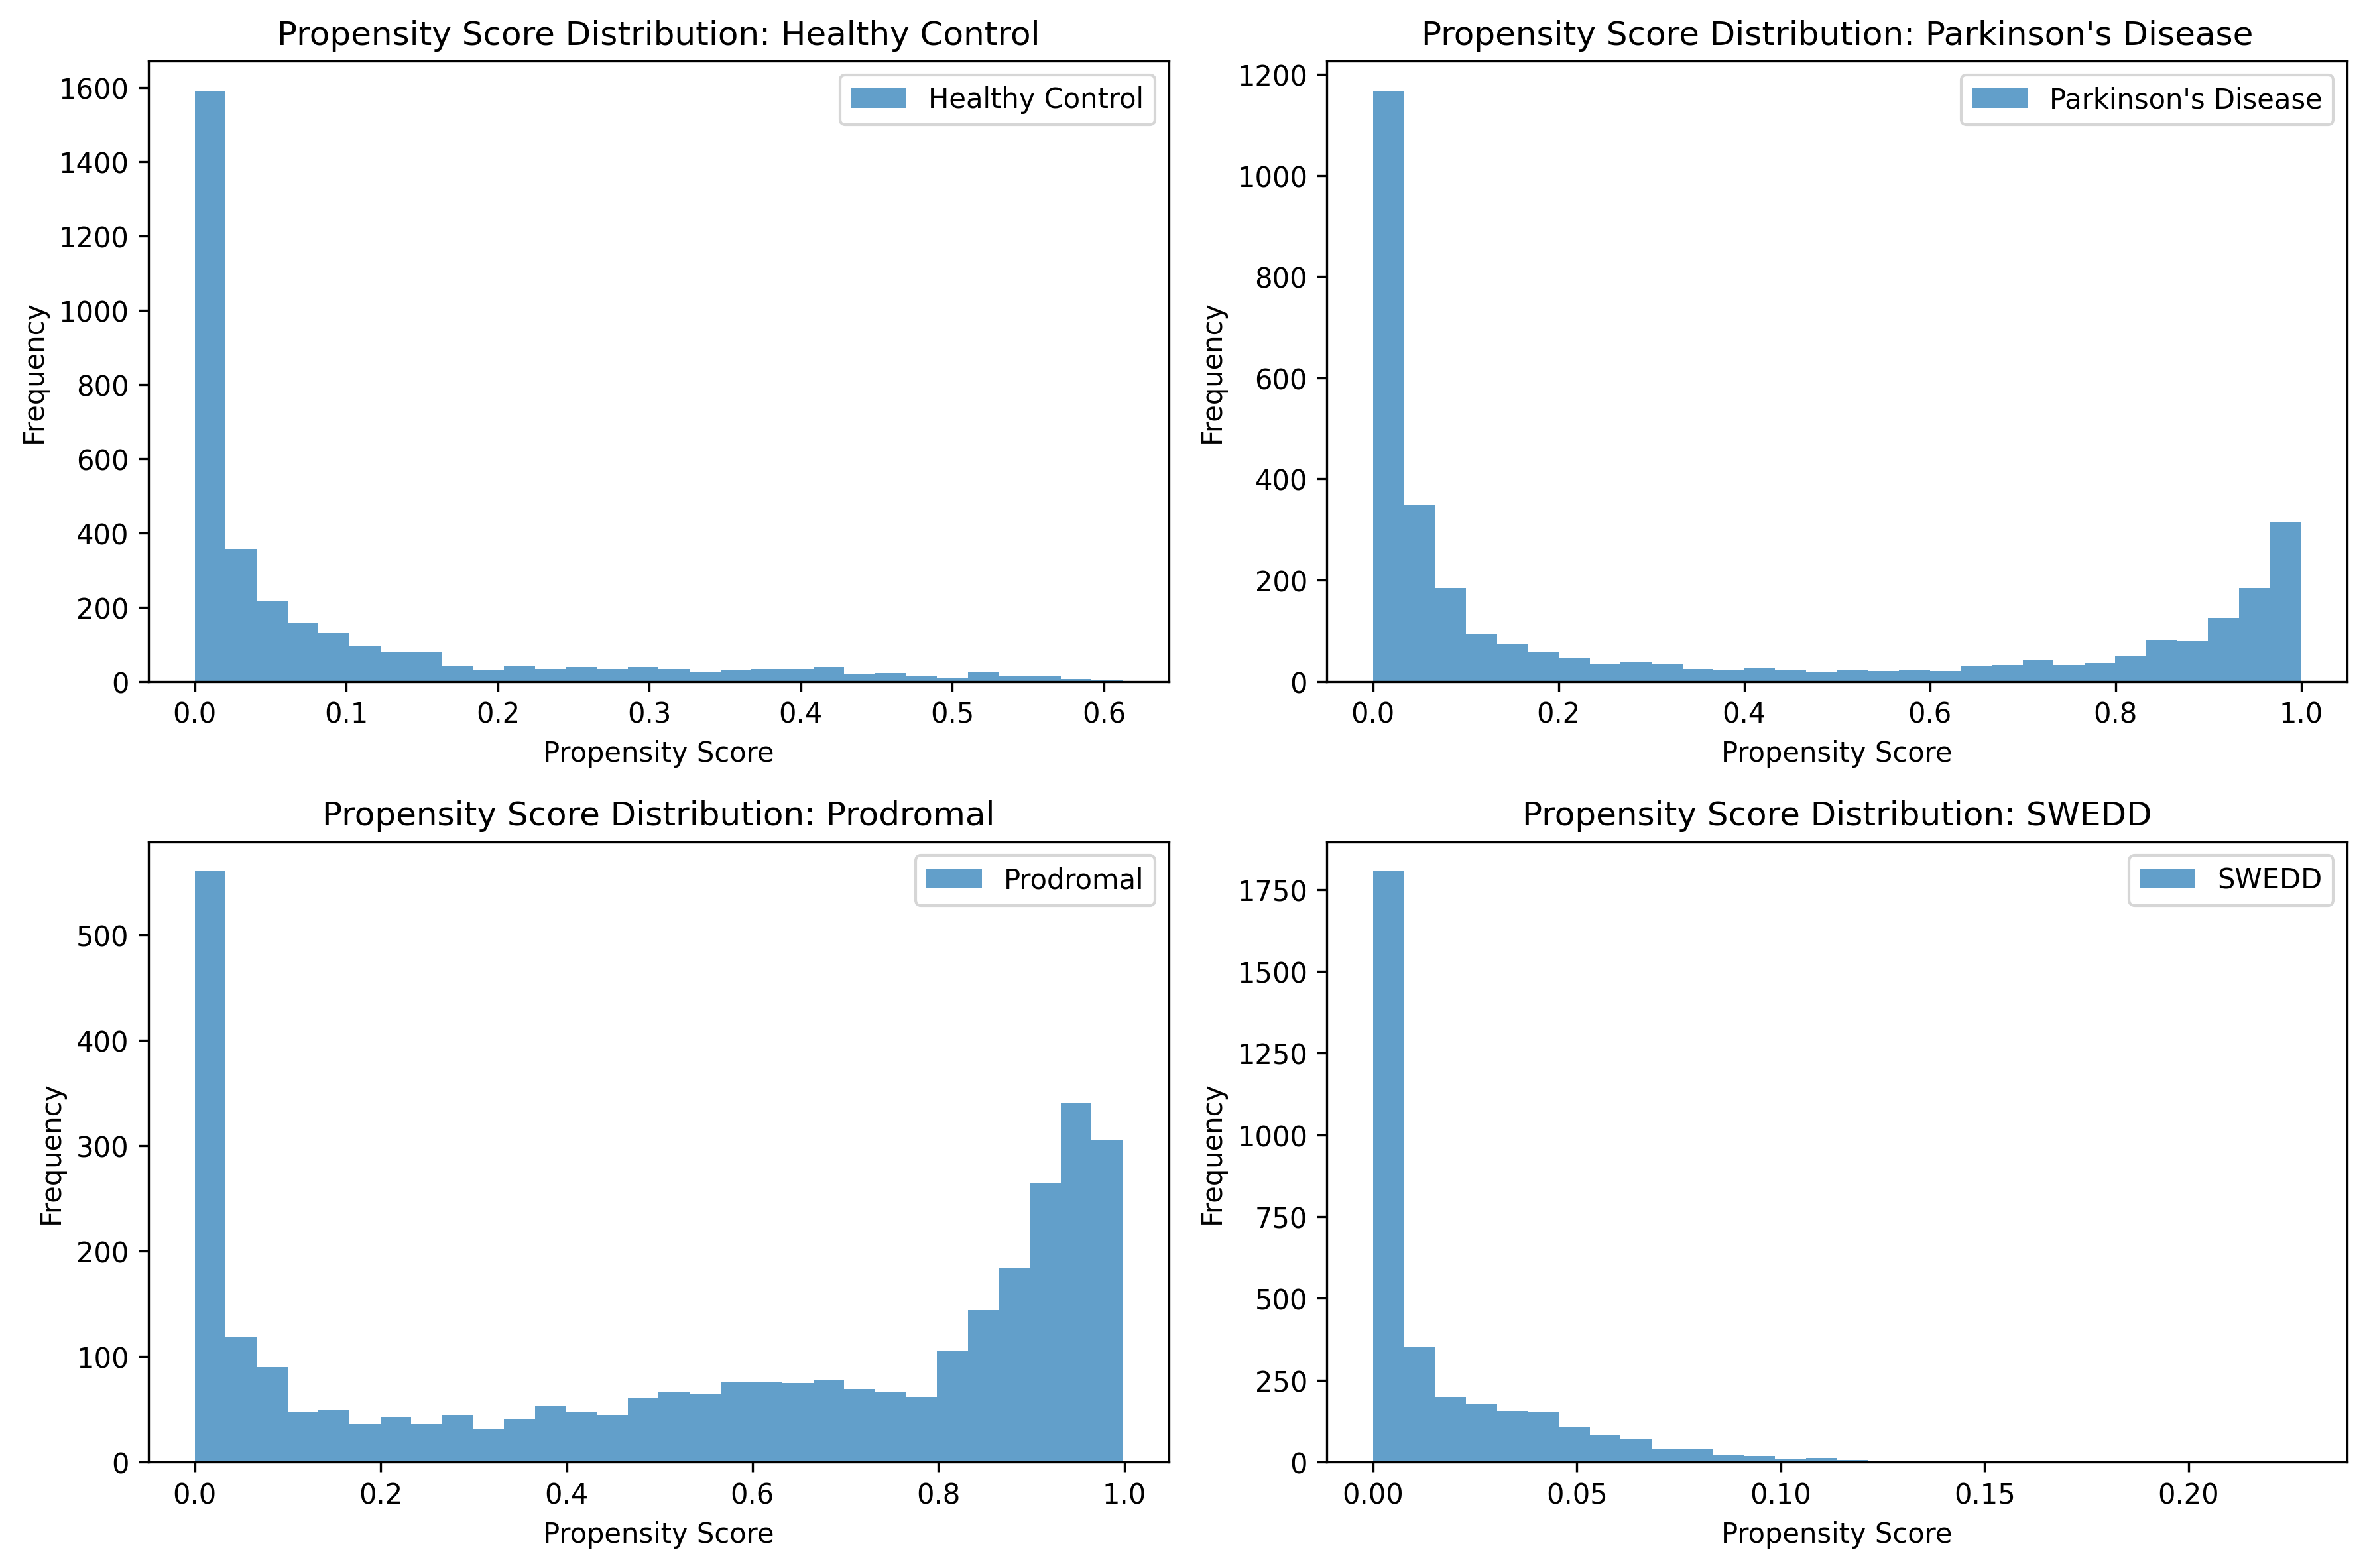 Propensity Score Distribution: Healthy Control
Healthy Control
Frequency
1600
1400
1200
1000
800
600
400
200
0
0.0 0.1 0.2 0.3 0.4 0.5 0.6
Propensity Score
Propensity Score Distribution: Parkinson's Disease
Parkinson's Disease
Frequency
1200
1000
800
600
400
200
0
0.0 0.2 0.4 0.6 0.8 1.0
Propensity Score
Propensity Score Distribution: Prodromal
Prodromal
Frequency
500
400
300
200
100
0
0.0 0.2 0.4 0.6 0.8 1.0
Propensity Score
Propensity Score Distribution: SWEDD
SWEDD
Frequency
1750
1500
1250
1000
750
500
250
0
0.00 0.05 0.10 0.15 0.20
Propensity Score